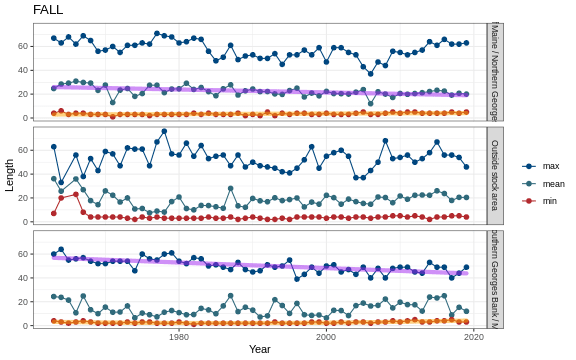 FALL
Length
60
40
20
0
Maine / Northern George
60
40
20
0
Outside stock area
60
40
20
0
Georges Bank / 
1980
2000
2020
Year
max
mean
min